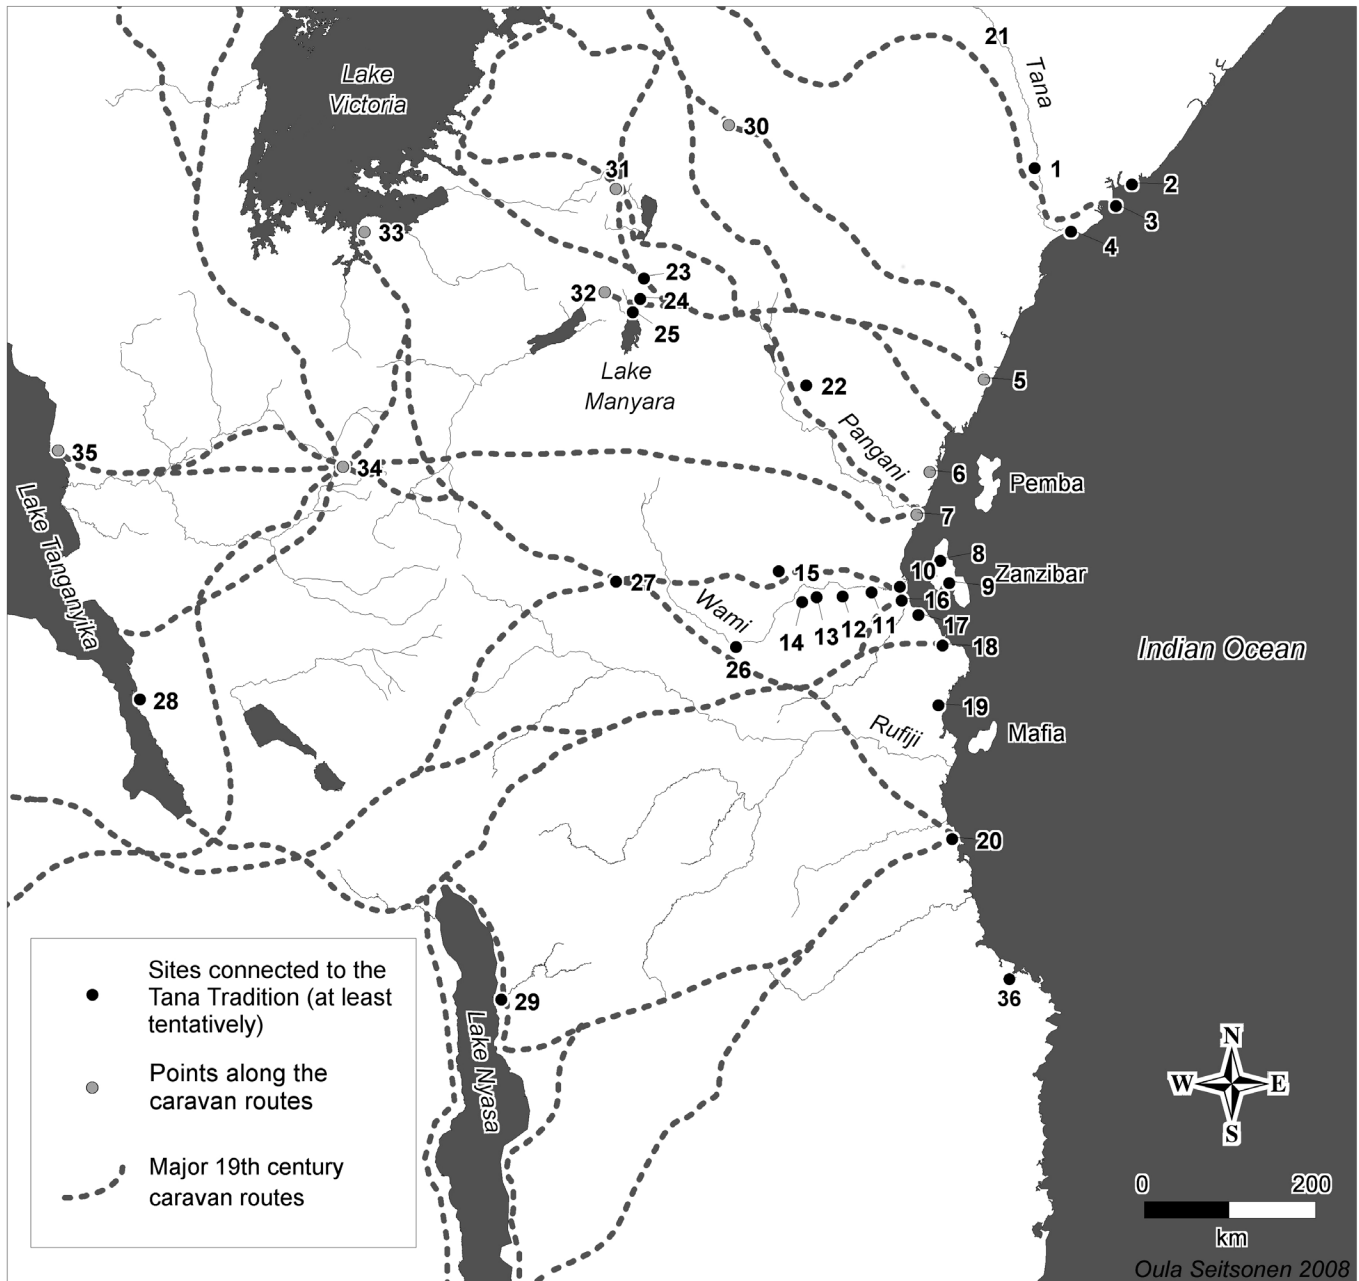 21
Lake
Victoria
Tana
30
1
31
2
3
33
4
23
32
24
25
5
Lake
Manyara
22
Pangani
35
34
6
Pemba
7
Lake Tanganyika
8
10
Zanzibar
15
9
27
16
Wami
14
13
12
11
17
18
26
Indian Ocean
28
19
Rufiji
Mafia
20
Sites connected to the
Tana Tradition (at least
tentatively)
36
29
Lake Nyasa
N
W
E
S
Points along the
caravan routes
Major 19th century
caravan routes
0
200
km
Oula Seitsonen 2008